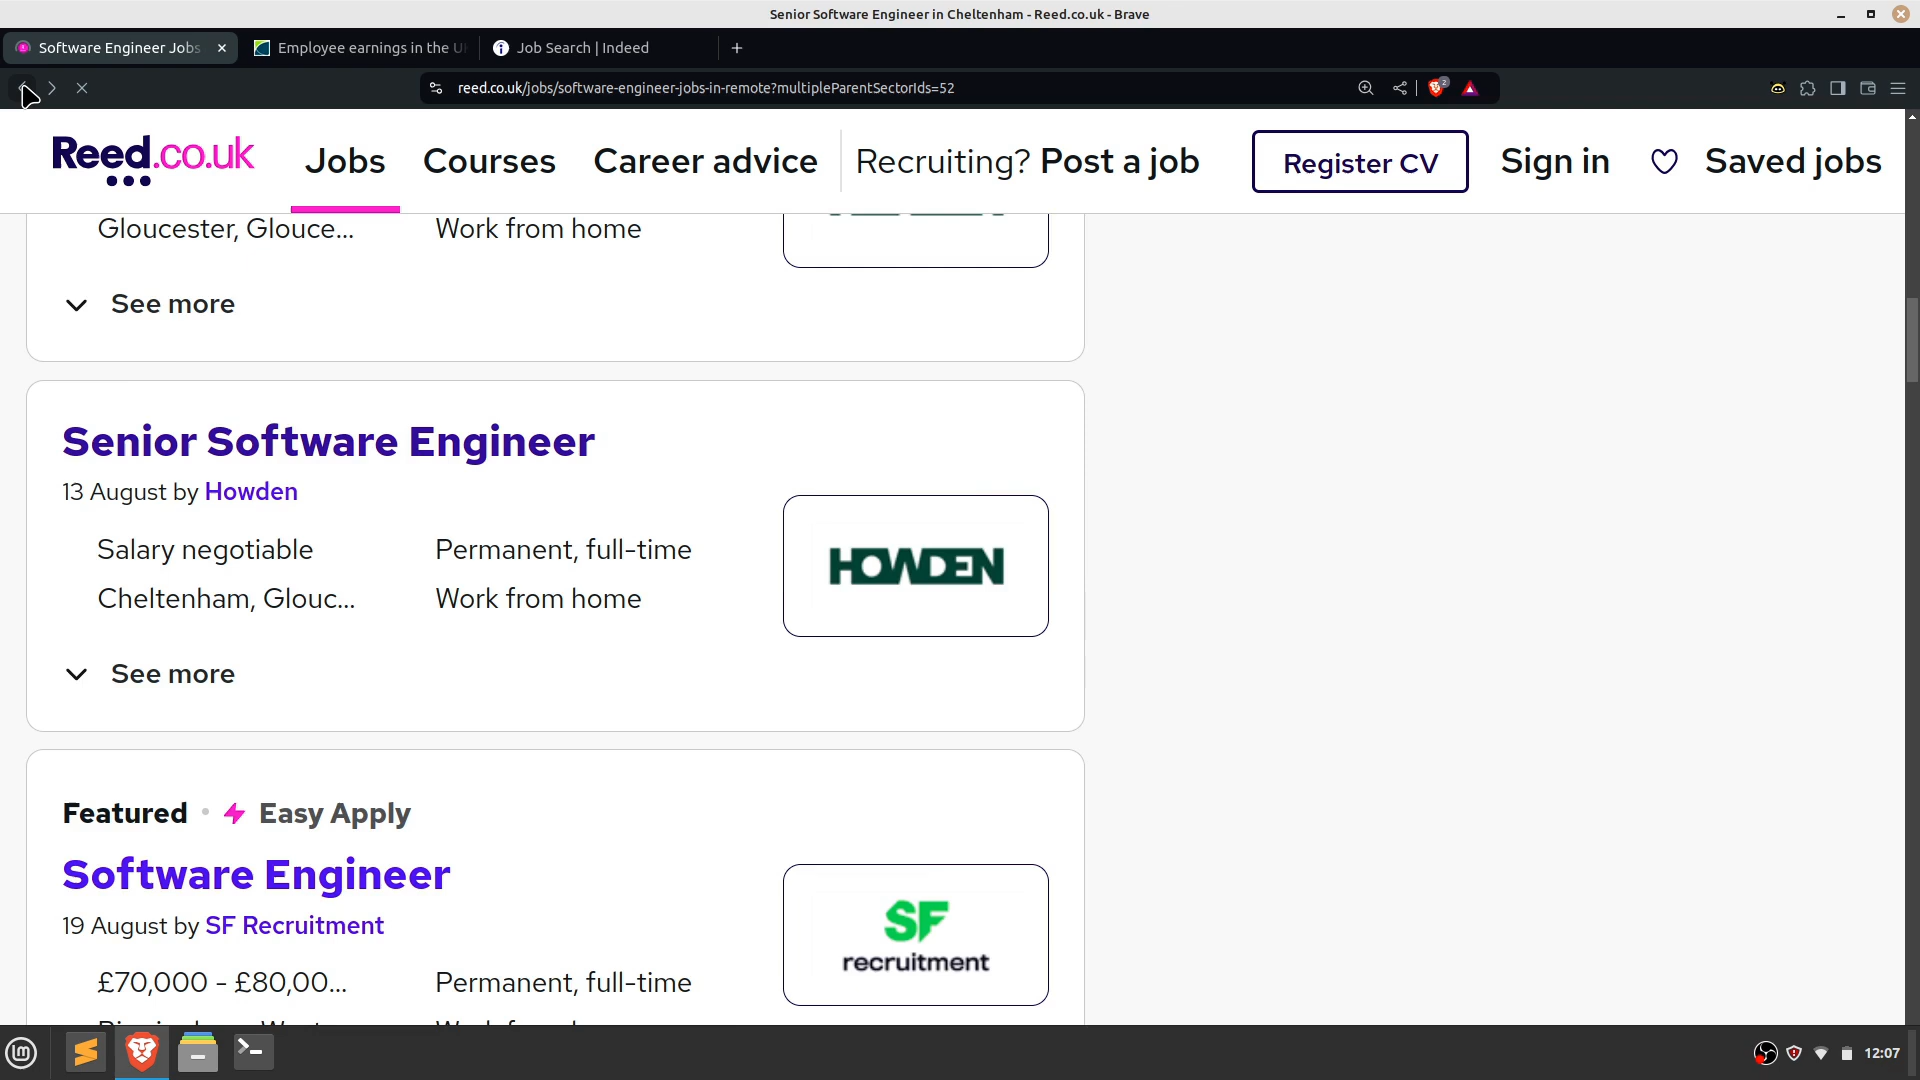 Senior Software Engineer in Cheltenham - Reed.co.uk - Brave
Software Engineer Jobs
Employee earnings in the U
Job Search | Indeed
reed.co.uk/jobs/software-engineer-jobs-in-remote?multipleParentSectorIds=52
2
Reed.co.uk
Jobs
Courses
Career advice
Recruiting? Post a job
Register CV
Sign in
Saved jobs
Gloucester, Glouce...
Work from home
See more
Senior Software Engineer
13 August by Howden
Salary negotiable
Permanent, full-time
Cheltenham, Glouc...
Work from home
HOWDEN
See more
Featured • Easy Apply
Software Engineer
19 August by SF Recruitment
£70,000 - £80,00...
Permanent, full-time
SF
recruitment
12:07